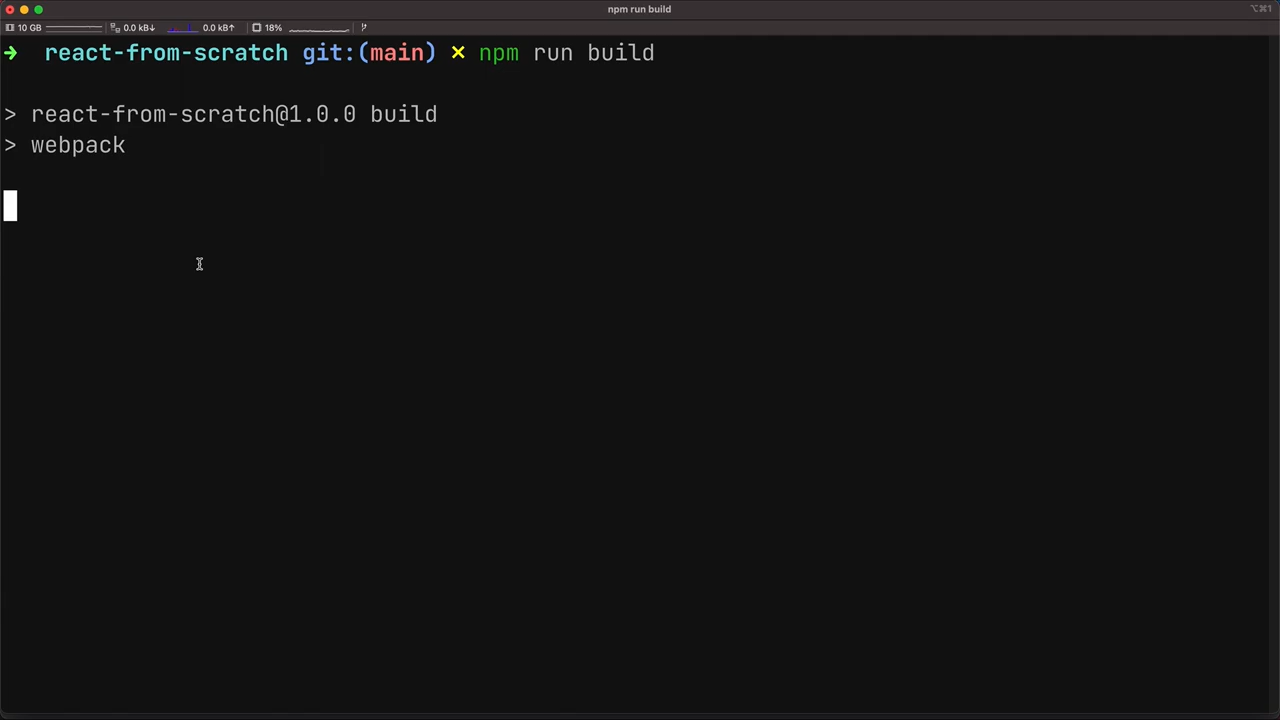 npm run build
⌥⌘1
10 GB 0.0 kB↓ 0.0 kB↑ 18%
➜ react-from-scratch git:(main) ✗ npm run build
> react-from-scratch@1.0.0 build
> webpack